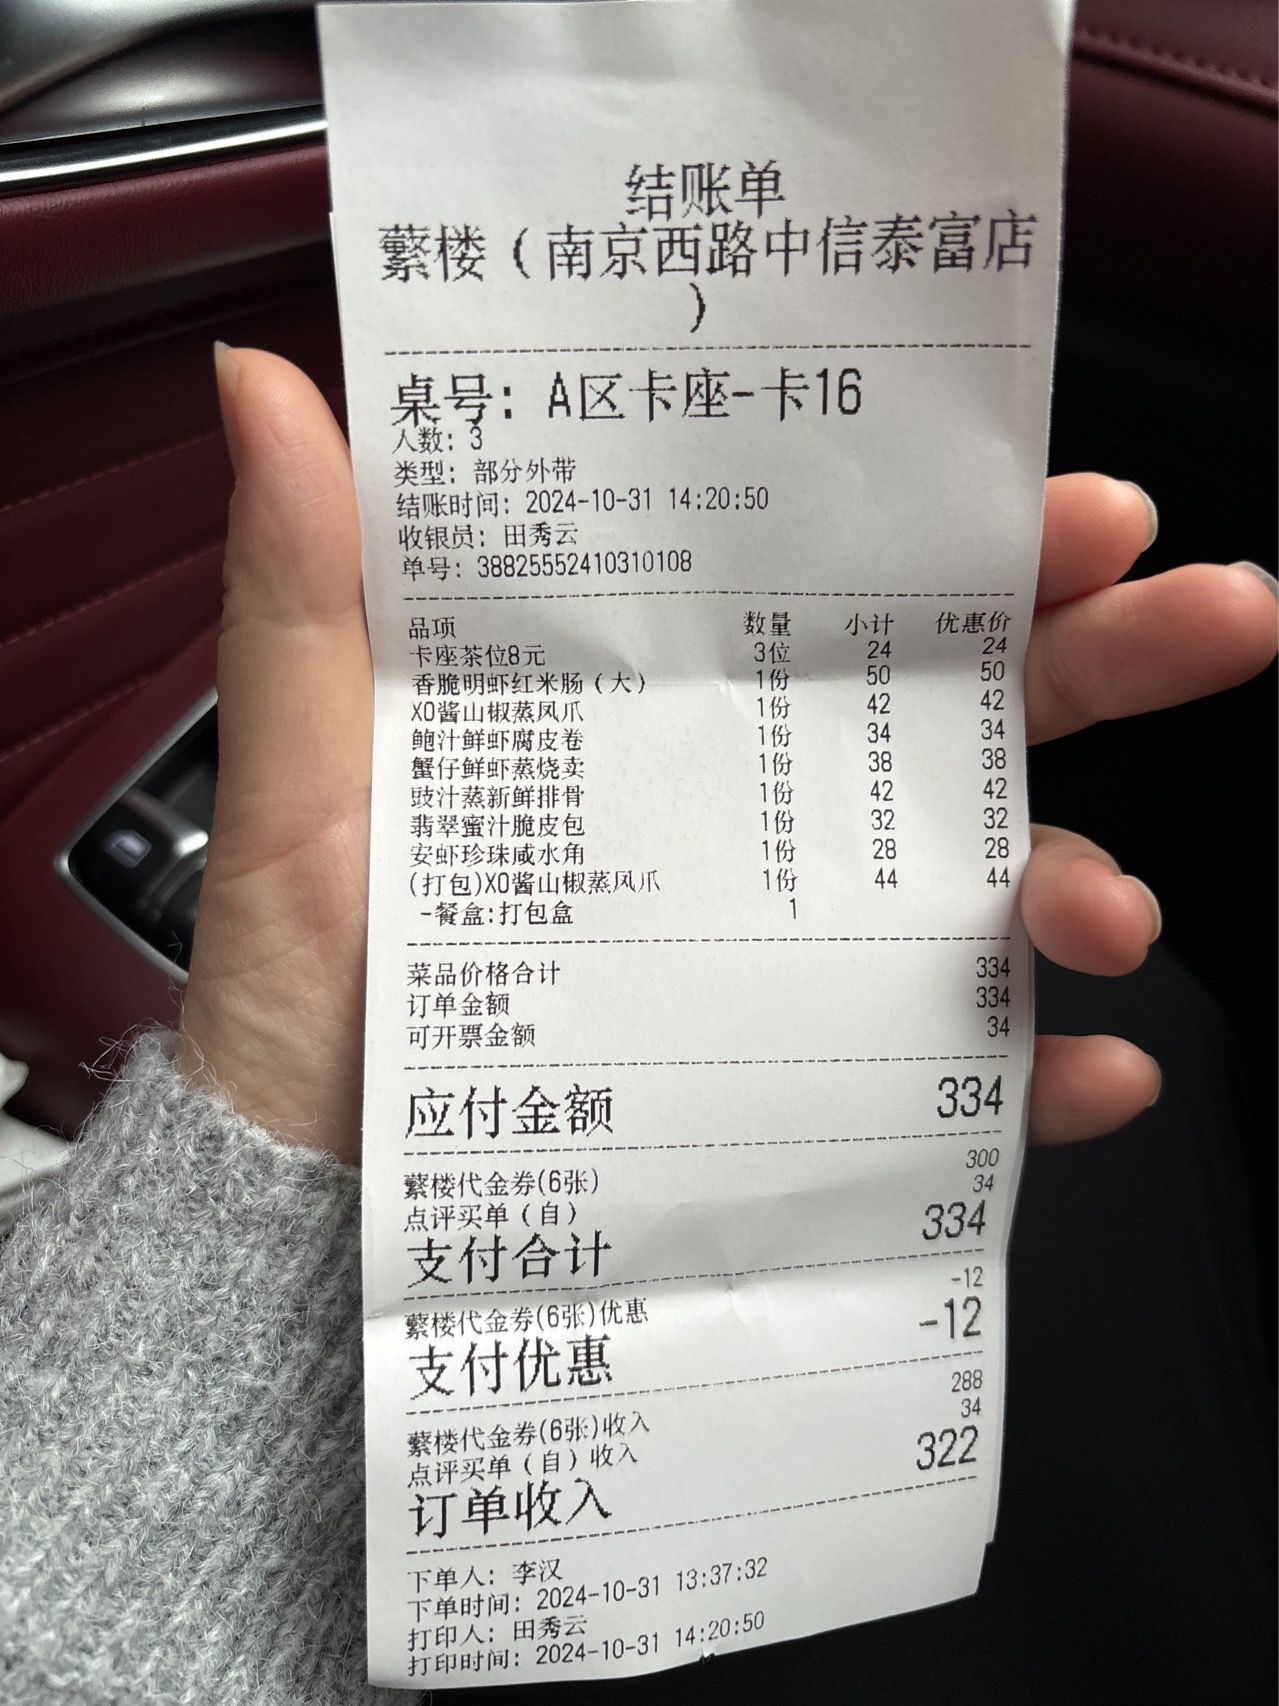 结账单
蘩楼（南京西路中信泰富店
）
桌号：A区卡座-卡16
人数：3
类型：部分外带
结账时间：2024-10-31 14:20:50
收银员：田秀云
单号：38825552410310108
品项 数量 小计 优惠价
卡座茶位8元 3位 24 24
香脆明虾红米肠（大） 1份 50 50
XO酱山椒蒸凤爪 1份 42 42
鲍汁鲜虾腐皮卷 1份 34 34
蟹仔鲜虾蒸烧卖 1份 38 38
豉汁蒸新鲜排骨 1份 42 42
翡翠蜜汁脆皮包 1份 32 32
安虾珍珠咸水角 1份 28 28
(打包)XO酱山椒蒸凤爪 1份 44 44
-餐盒:打包盒 1
菜品价格合计 334
订单金额 334
可开票金额 34
应付金额 334
蘩楼代金券(6张) 300
点评买单（自） 34
支付合计 334
蘩楼代金券(6张)优惠 -12
支付优惠 -12
蘩楼代金券(6张)收入 288
点评买单（自）收入 34
订单收入 322
下单人：李汉
下单时间：2024-10-31 13:37:32
打印人：田秀云
打印时间：2024-10-31 14:20:50